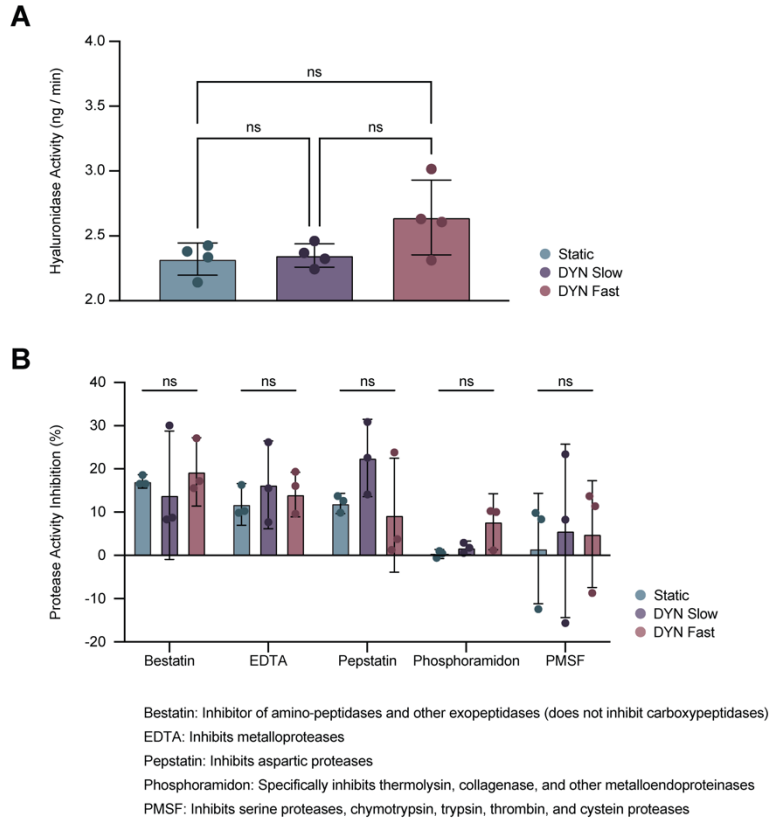 A
Hyaluronidase Activity (ng / min)
4.0
3.5
3.0
2.5
2.0
ns
ns
ns
Static
DYN Slow
DYN Fast
B
Protease Activity Inhibition (%)
40
30
20
10
0
-10
-20
ns
ns
ns
ns
ns
Static
DYN Slow
DYN Fast
Bestatin
EDTA
Pepstatin
Phosphoramidon
PMSF
Bestatin: Inhibitor of amino-peptidases and other exopeptidases (does not inhibit carboxypeptidases)
EDTA: Inhibits metalloproteases
Pepstatin: Inhibits aspartic proteases
Phosphoramidon: Specifically inhibits thermolysin, collagenase, and other metalloendoproteinases
PMSF: Inhibits serine proteases, chymotrypsin, trypsin, thrombin, and cystein proteases